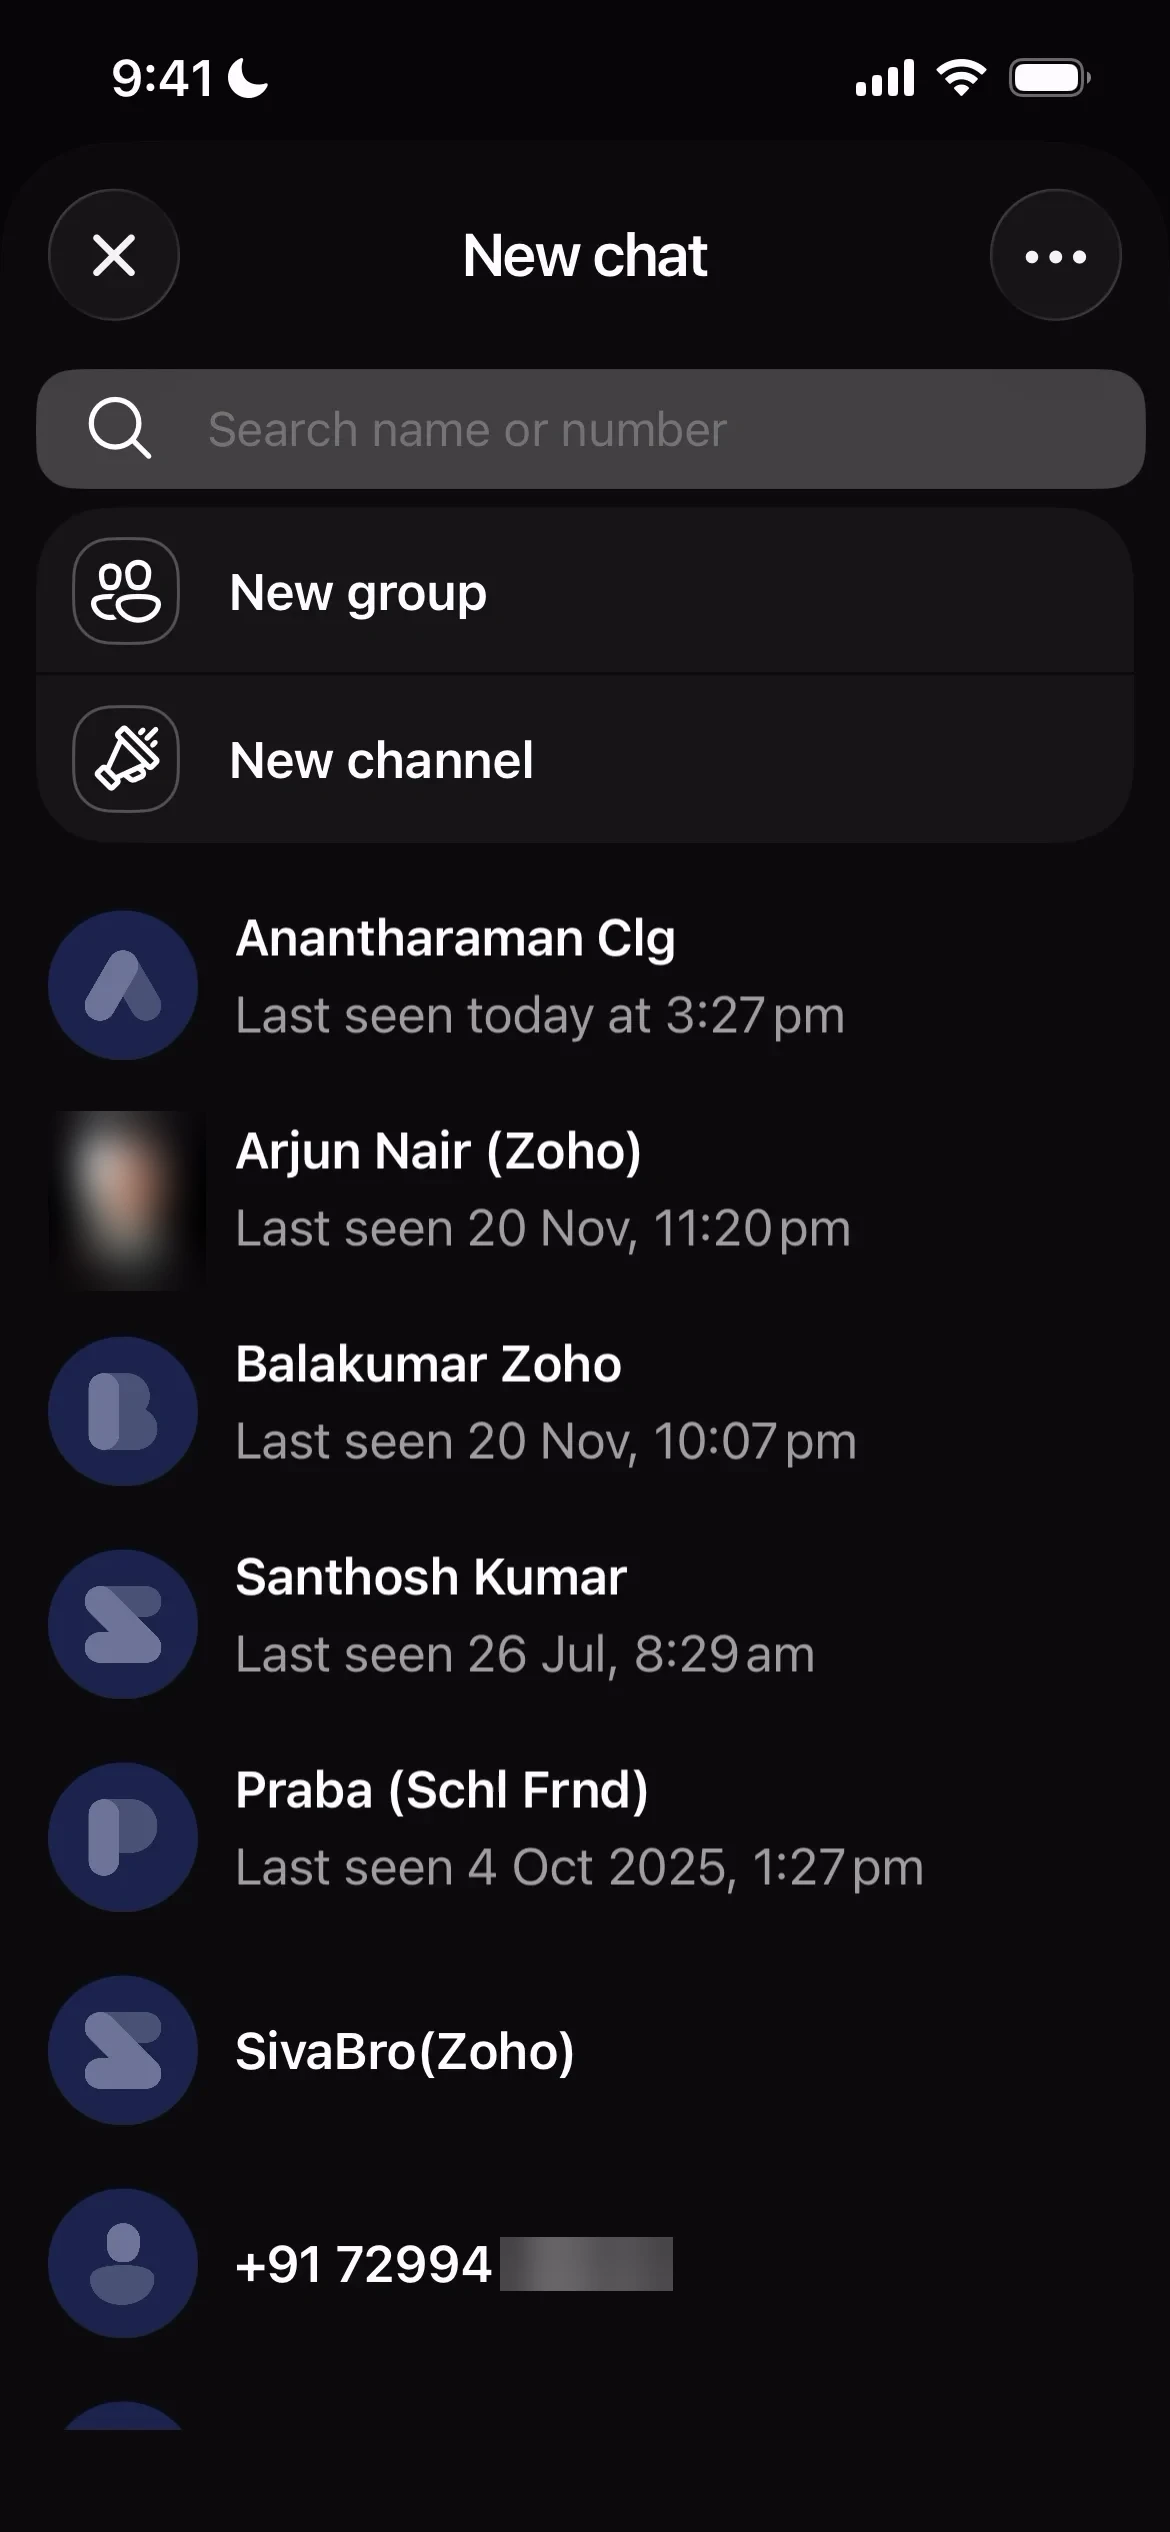 9:41
New chat
Search name or number
New group
New channel
Anantharaman Clg
Last seen today at 3:27 pm
Arjun Nair (Zoho)
Last seen 20 Nov, 11:20 pm
Balakumar Zoho
Last seen 20 Nov, 10:07 pm
Santhosh Kumar
Last seen 26 Jul, 8:29 am
Praba (Schl Frnd)
Last seen 4 Oct 2025, 1:27 pm
SivaBro(Zoho)
+91 72994